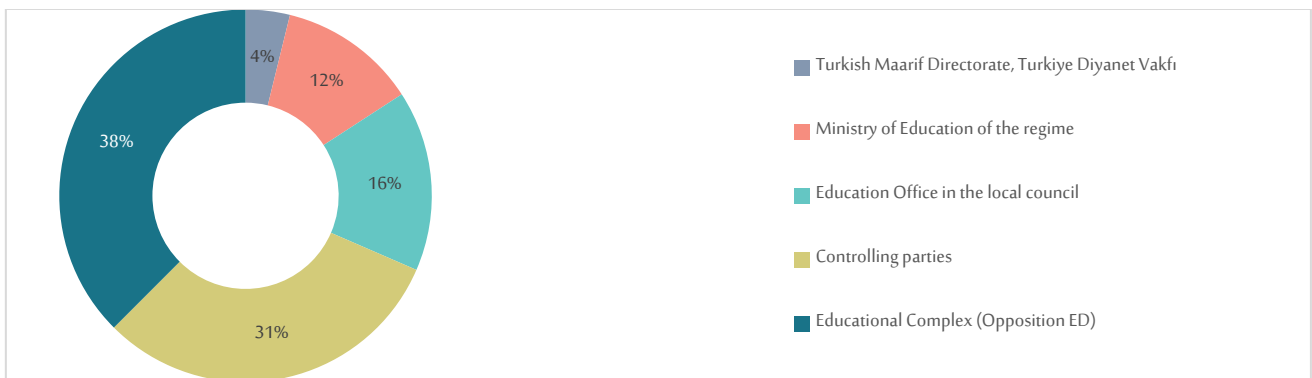 4%
12%
16%
31%
38%
Turkish Maarif Directorate, Turkiye Diyanet Vakfı
Ministry of Education of the regime
Education Office in the local council
Controlling parties
Educational Complex (Opposition ED)